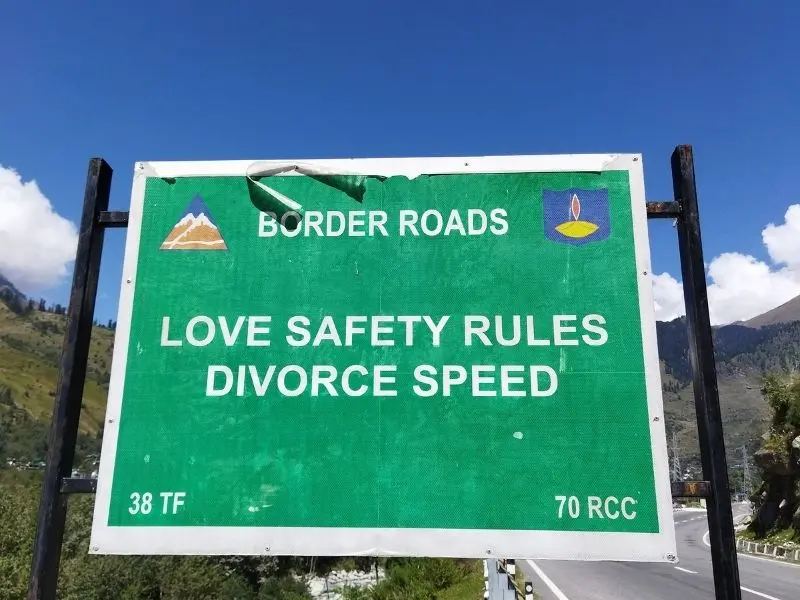 BORDER ROADS
LOVE SAFETY RULES
DIVORCE SPEED
38 TF
70 RCC